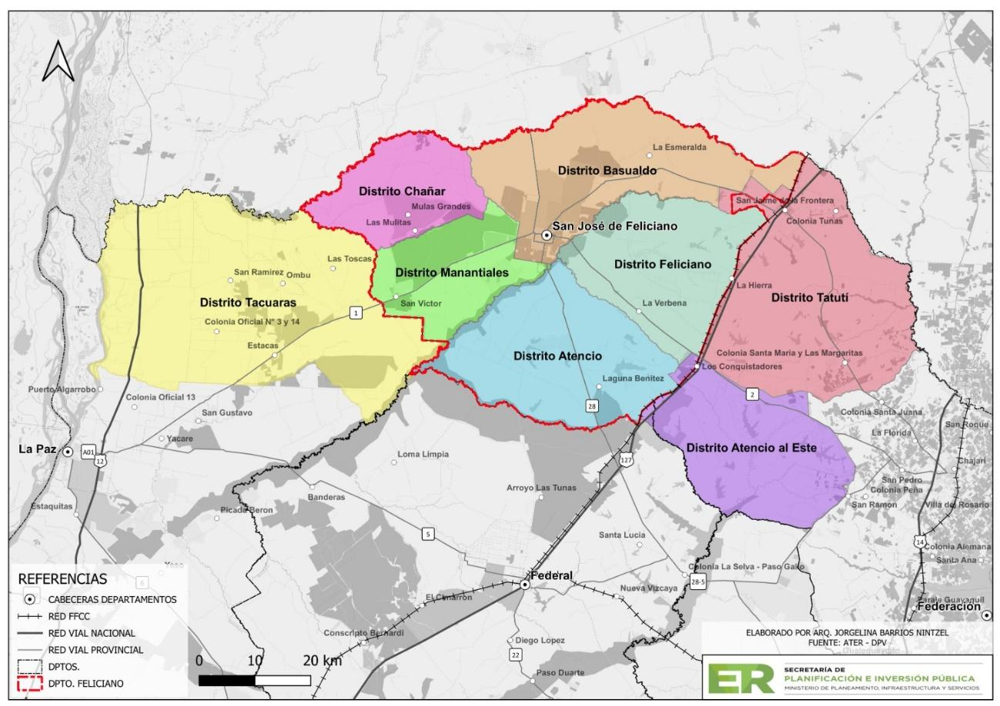 La Esmeralda
Distrito Basualdo
Distrito Chañar
San Jaime de la Frontera
Mulas Grandes
Colonia Tunas
Las Mulitas
San José de Feliciano
Las Toscas
Distrito Feliciano
San Ramirez
Ombu
Distrito Manantiales
La Hierra
Distrito Tatutí
Distrito Tacuaras
San Victor
La Verbena
1
Colonia Oficial N° 3 y 14
Estacas
Distrito Atencio
Colonia Santa Maria y Las Margaritas
Los Conquistadores
Laguna Benitez
Puerto Algarrobo
Colonia Oficial 13
2
28
San Gustavo
Colonia Santa Juana
San Roque
La Florida
Yacare
La Paz
A01
12
Distrito Atencio al Este
Loma Limpia
127
Chajari
San Pedro
Arroyo Las Tunas
Colonia Peña
Banderas
Estaquitas
San Ramon
Villa del Rosario
Picada Beron
5
Santa Lucia
14
Colonia Alemana
Santa Ana
Yeso
Colonia La Selva - Paso Gallo
Federal
6
28-5
Nueva Vizcaya
El Cimarron
Federación
Conscripto Bernardi
Diego Lopez
22
Paso Duarte
REFERENCIAS
CABECERAS DEPARTAMENTOS
RED FFCC
RED VIAL NACIONAL
RED VIAL PROVINCIAL
DPTOS.
DPTO. FELICIANO
0 10 20 km
ELABORADO POR ARQ. JORGELINA BARRIOS NINTZEL
FUENTE: ATER - DPV
ER
SECRETARÍA DE
PLANIFICACIÓN E INVERSIÓN PÚBLICA
MINISTERIO DE PLANEAMIENTO, INFRAESTRUCTURA Y SERVICIOS